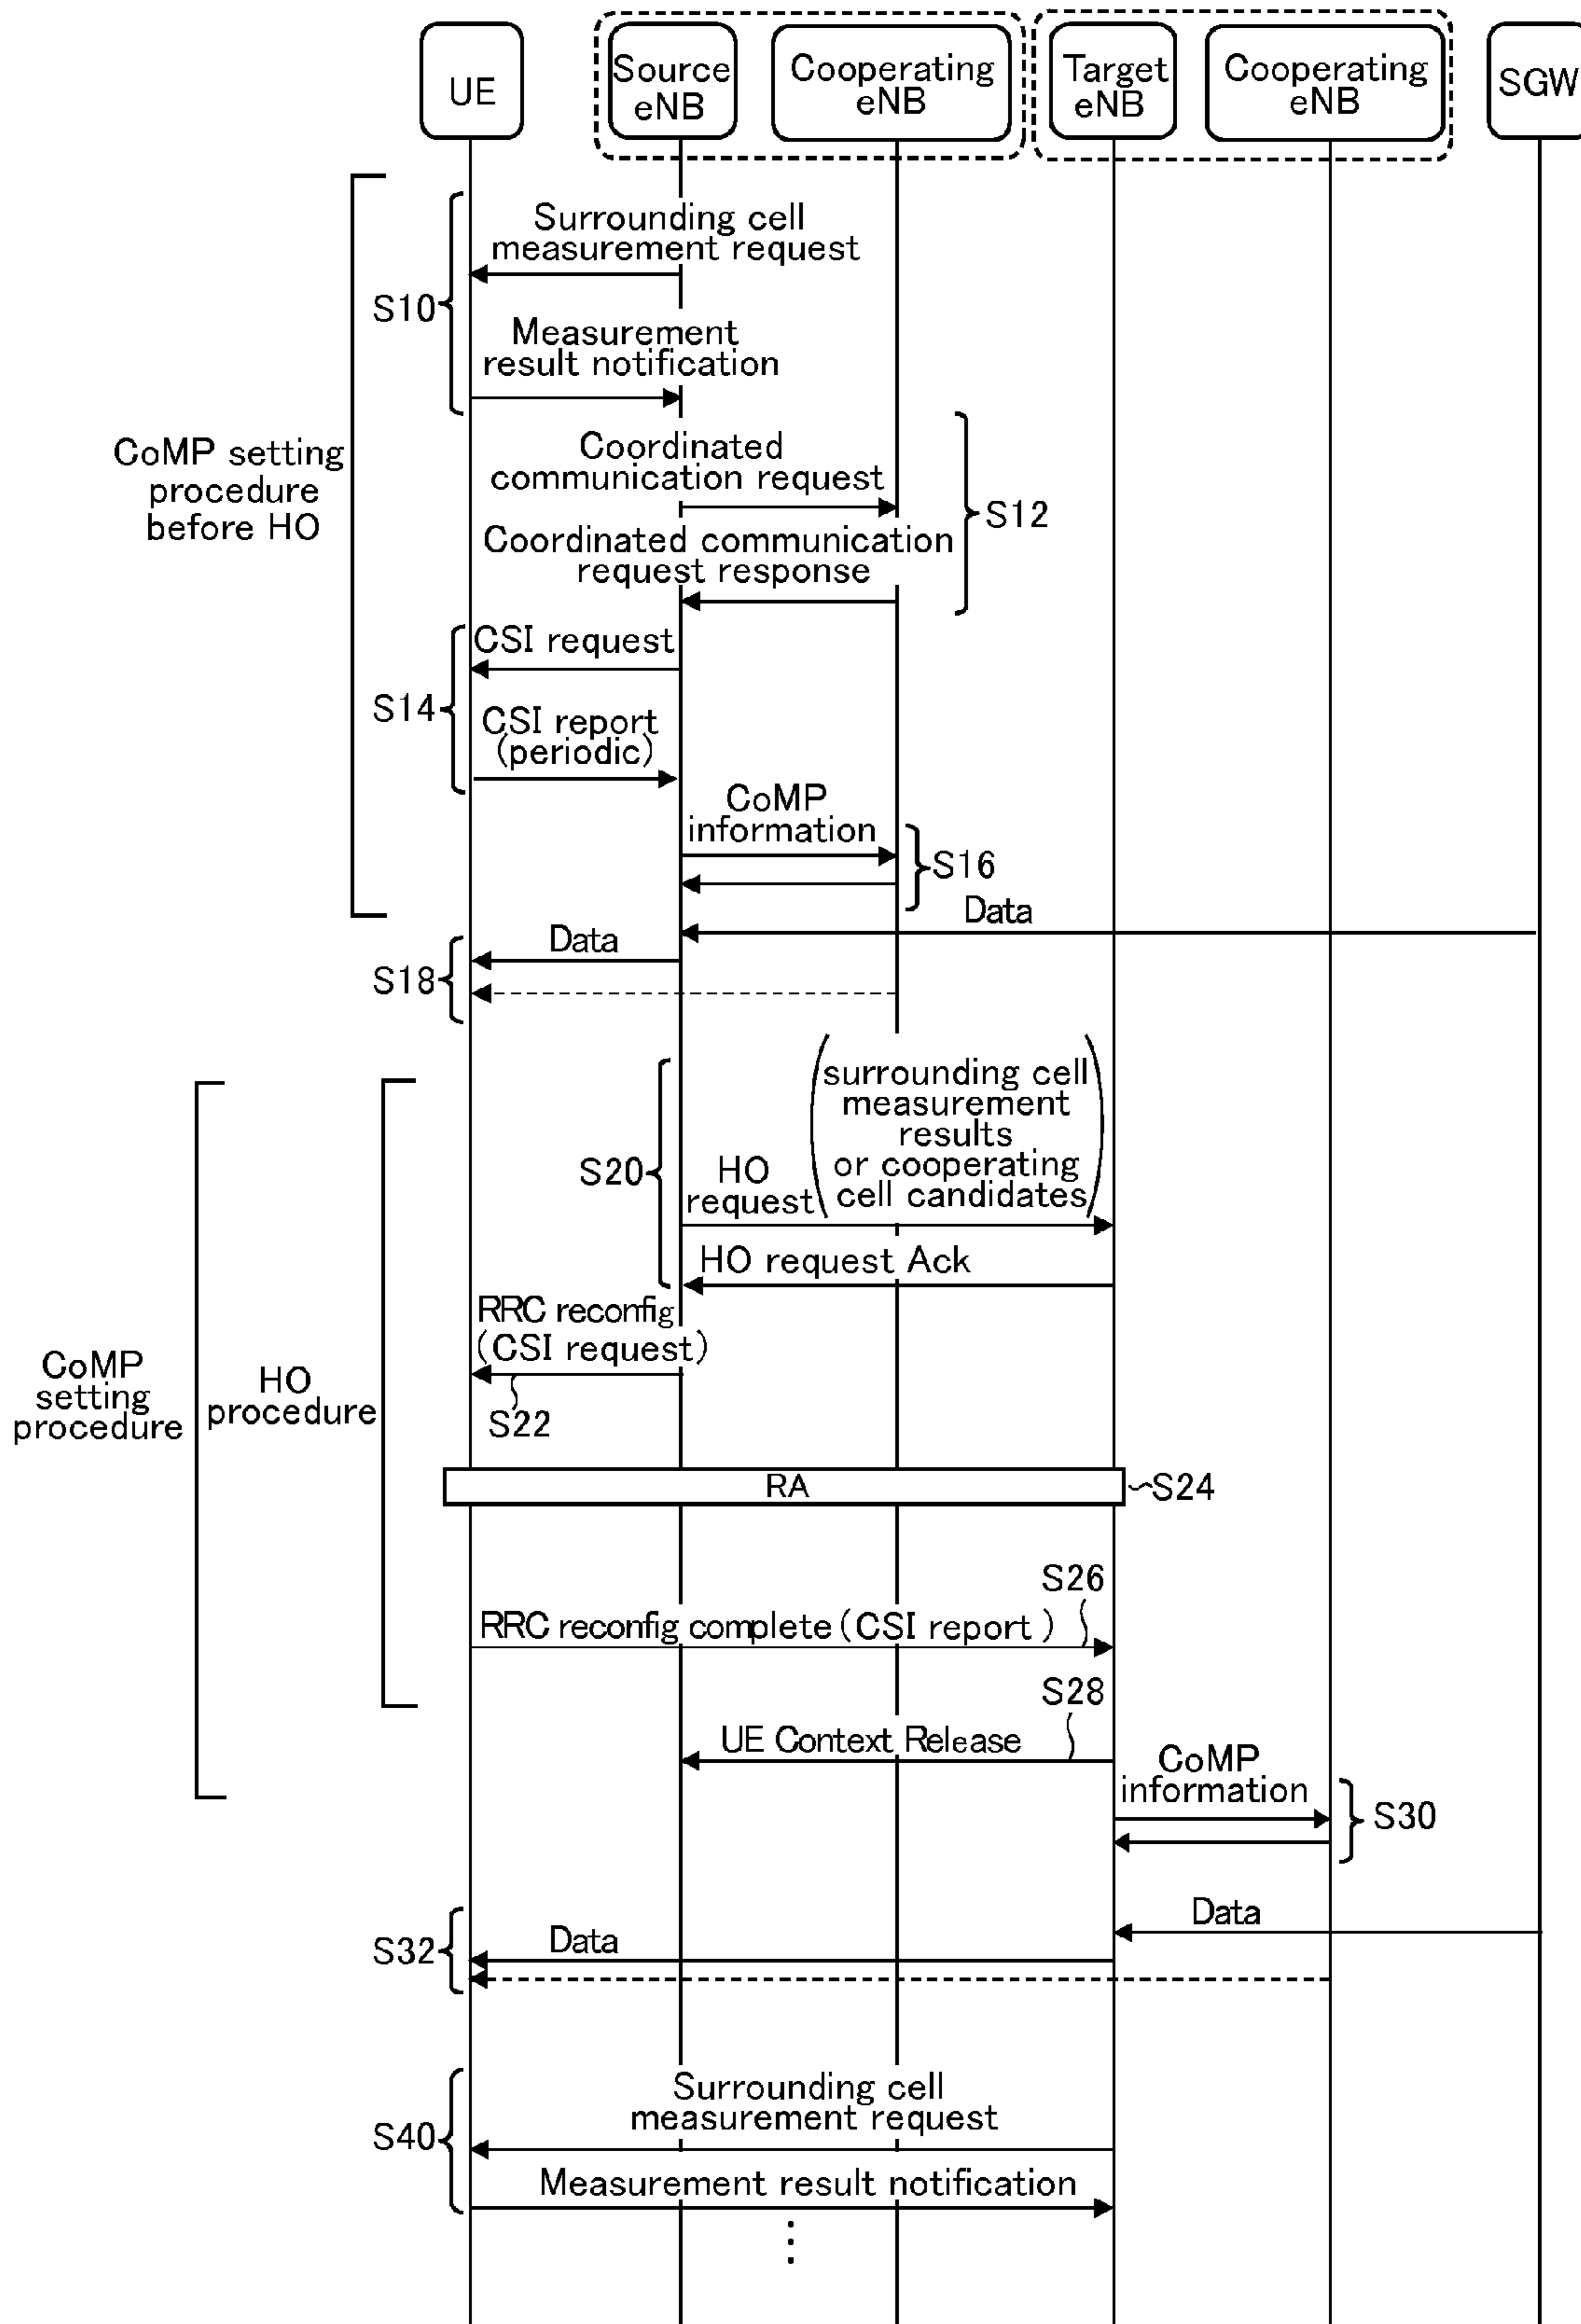 UE
Source
eNB
Cooperating
eNB
Target
eNB
Cooperating
eNB
SGW
Surrounding cell
measurement request
S10
Measurement
result notification
CoMP setting
procedure
before HO
Coordinated
communication request
S12
Coordinated communication
request response
CSI request
S14
CSI report
(periodic)
CoMP
information
S16
Data
Data
S18
(surrounding cell
measurement
results
or cooperating
cell candidates)
S20
HO
request
HO request Ack
RRC reconfig
(CSI request)
S22
CoMP
setting
procedure
HO
procedure
RA
S24
S26
RRC reconfig complete (CSI report )
S28
UE Context Release
CoMP
information
S30
Data
Data
S32
Surrounding cell
measurement request
S40
Measurement result notification